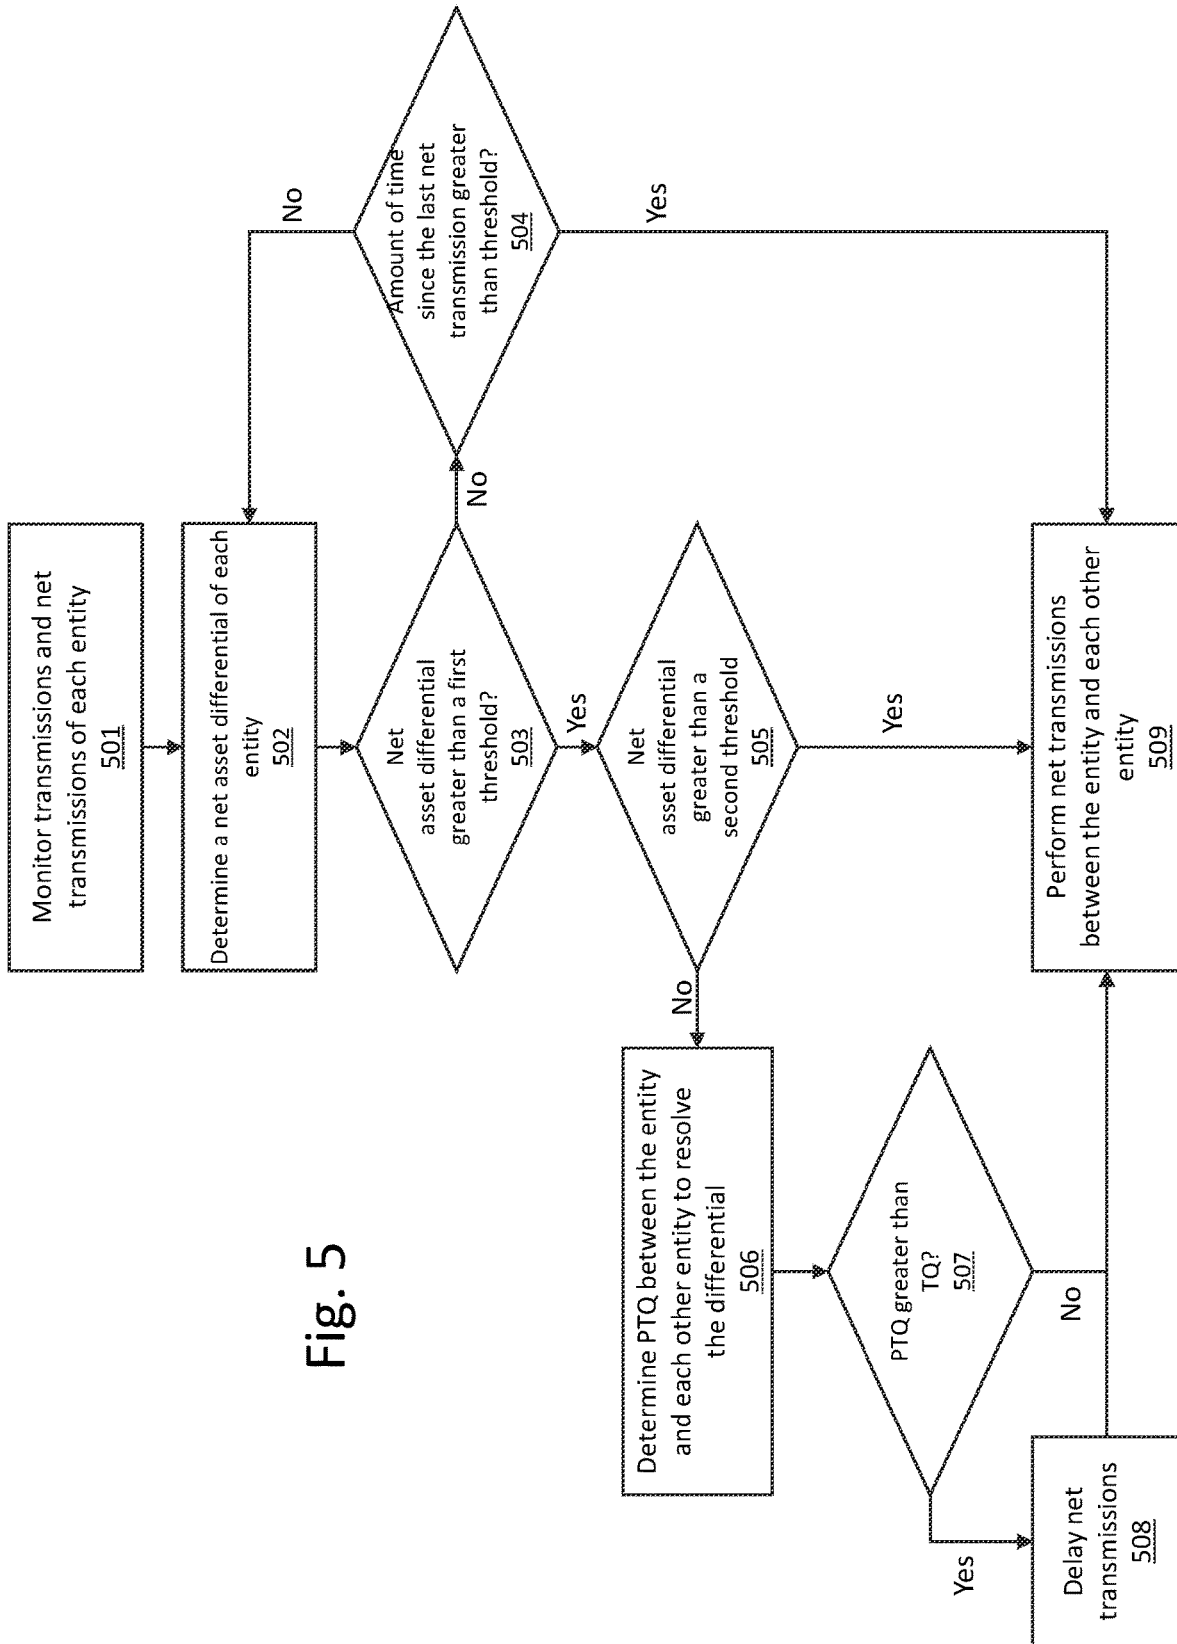 Monitor transmissions and net
transmissions of each entity
501
Determine a net asset differential of each
entity
502
Net
asset differential
greater than a first
threshold?
503
No
Amount of time
since the last net
transmission greater
than threshold?
504
No
Yes
Yes
Net
asset differential
greater than a
second threshold
505
No
Yes
Determine PTQ between the entity
and each other entity to resolve
the differential
506
PTQ greater than
TQ?
507
No
Yes
Delay net
transmissions
508
Perform net transmissions
between the entity and each other
entity
509
Fig. 5